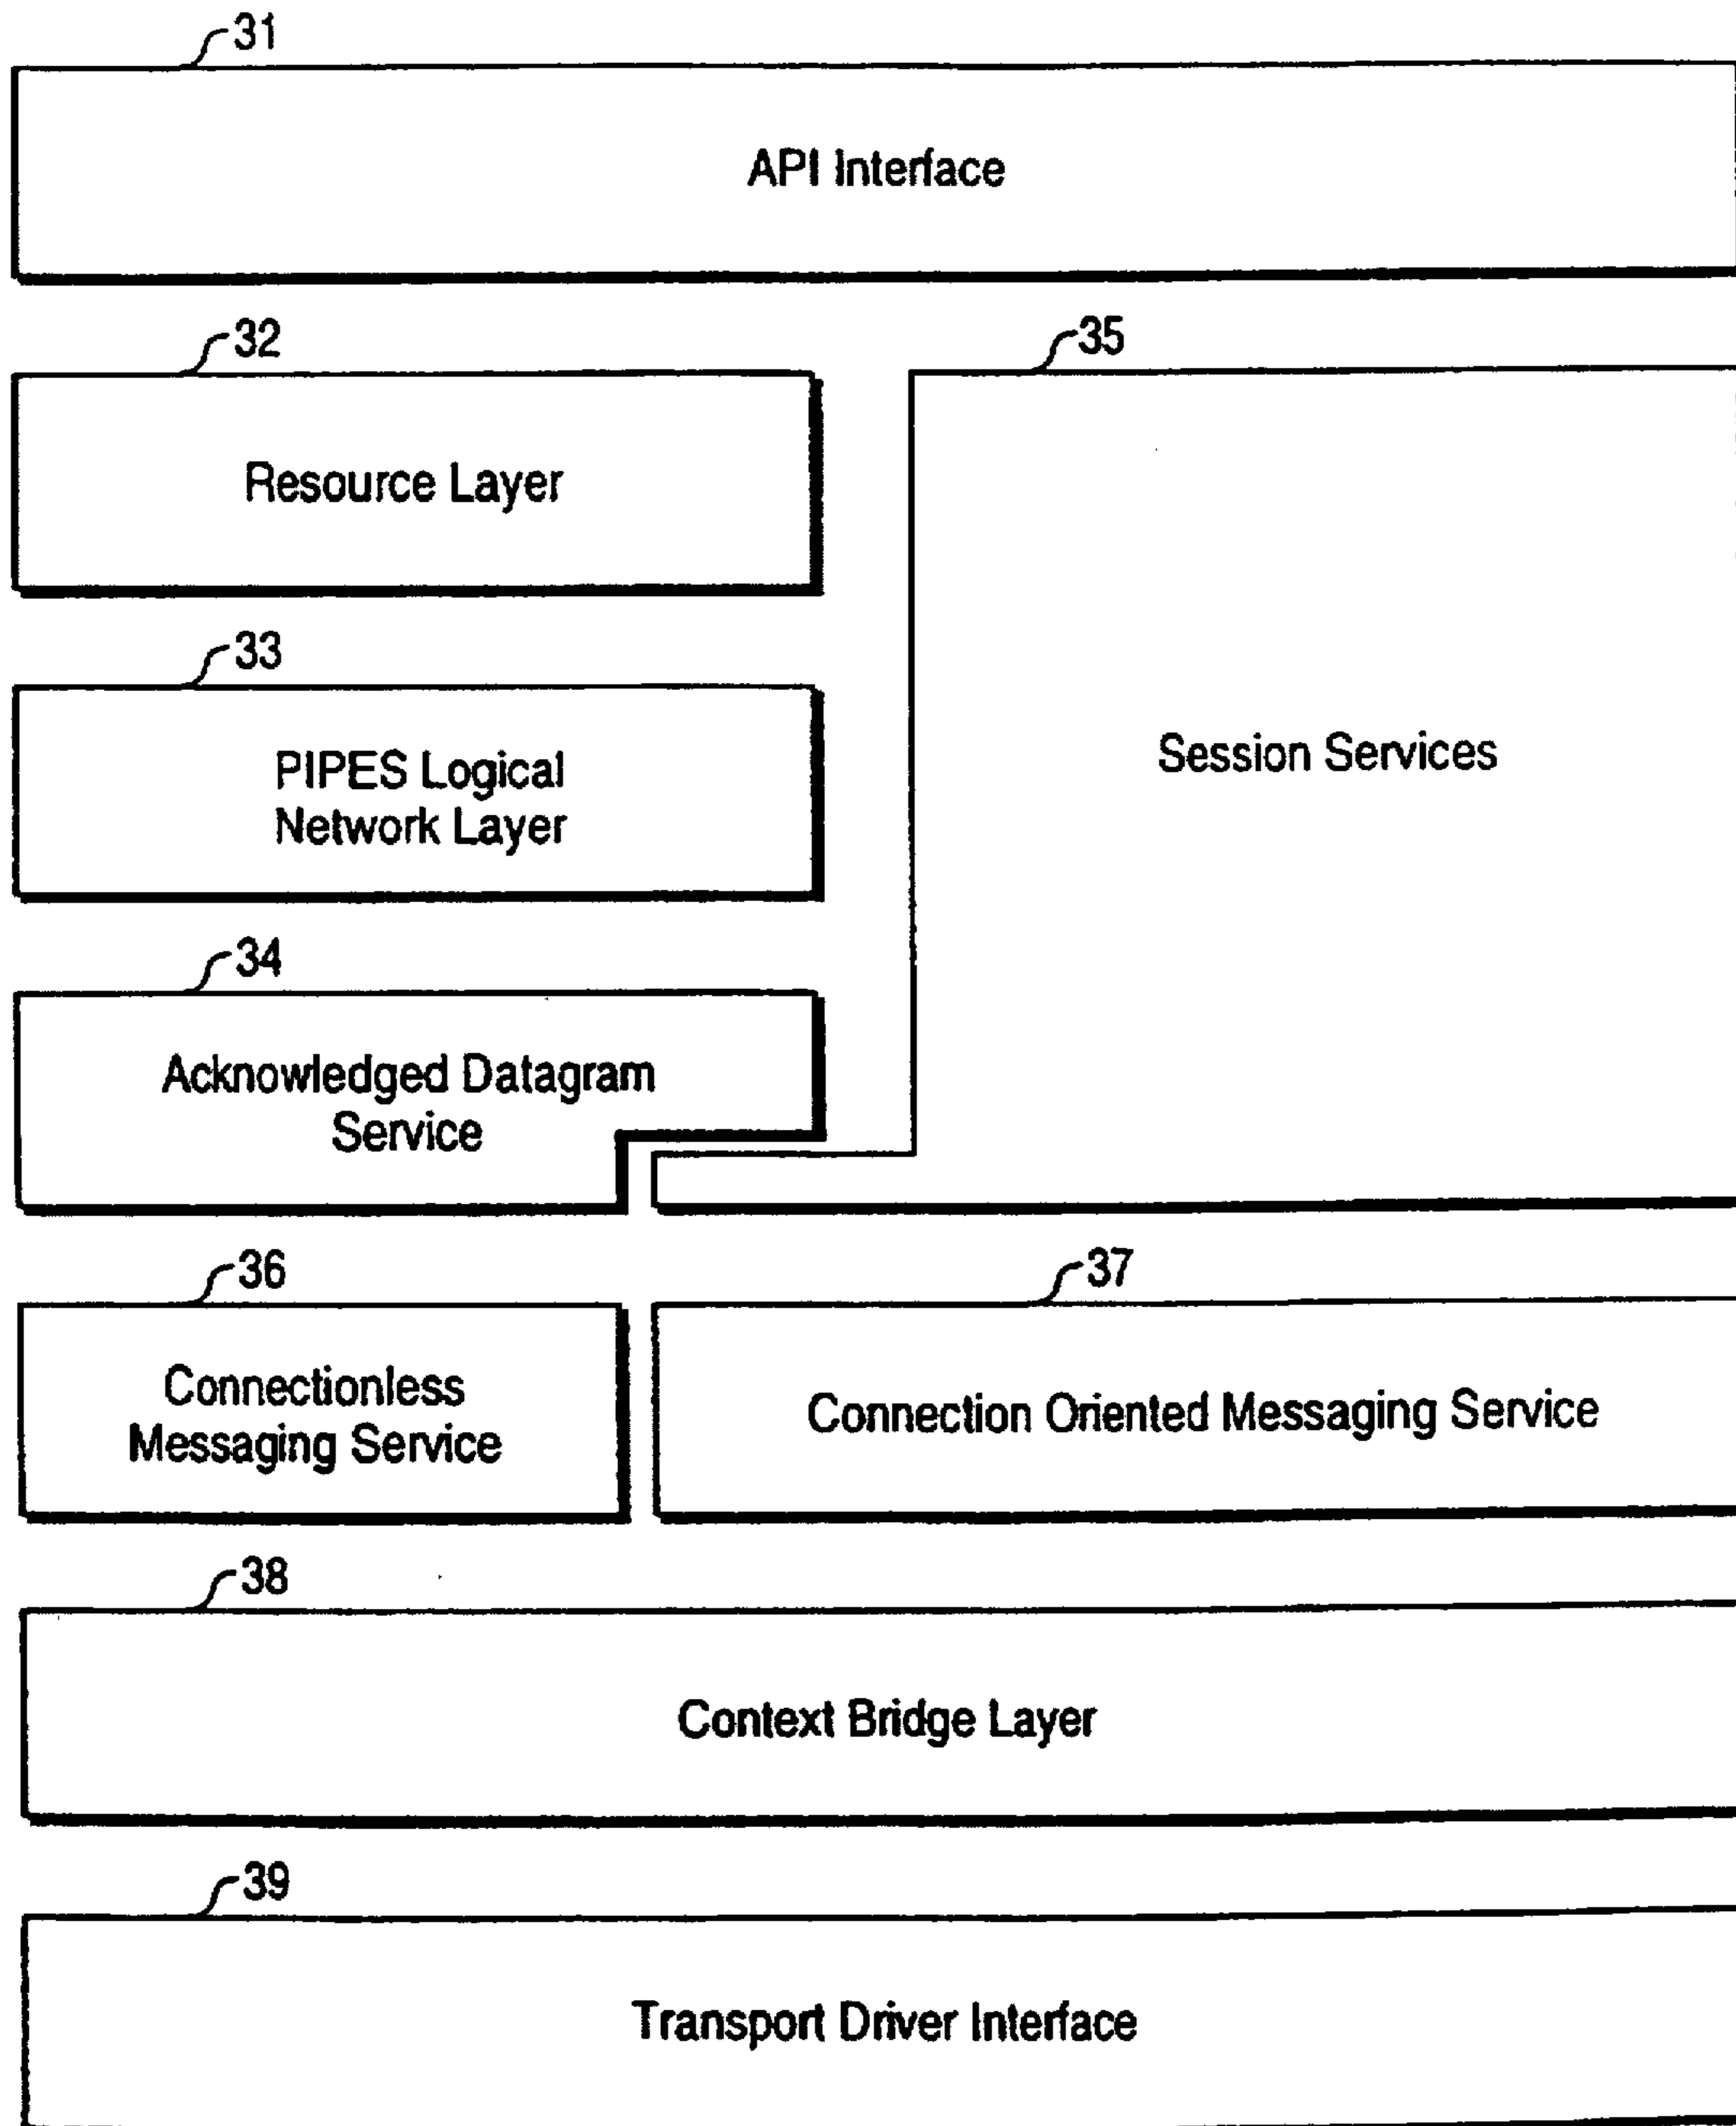 31
API Interface
32
35
Resource Layer
33
PIPES Logical
Network Layer
Session Services
34
Acknowledged Datagram
Service
36
37
Connectionless
Messaging Service
Connection Oriented Messaging Service
38
Context Bridge Layer
39
Transport Driver Interface